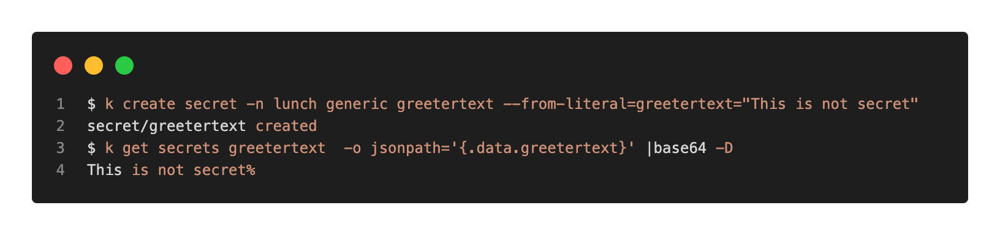 1 $ k create secret -n lunch generic greetertext --from-literal=greetertext="This is not secret"
2 secret/greetertext created
3 $ k get secrets greetertext  -o jsonpath='{.data.greetertext}' |base64 -D
4 This is not secret%